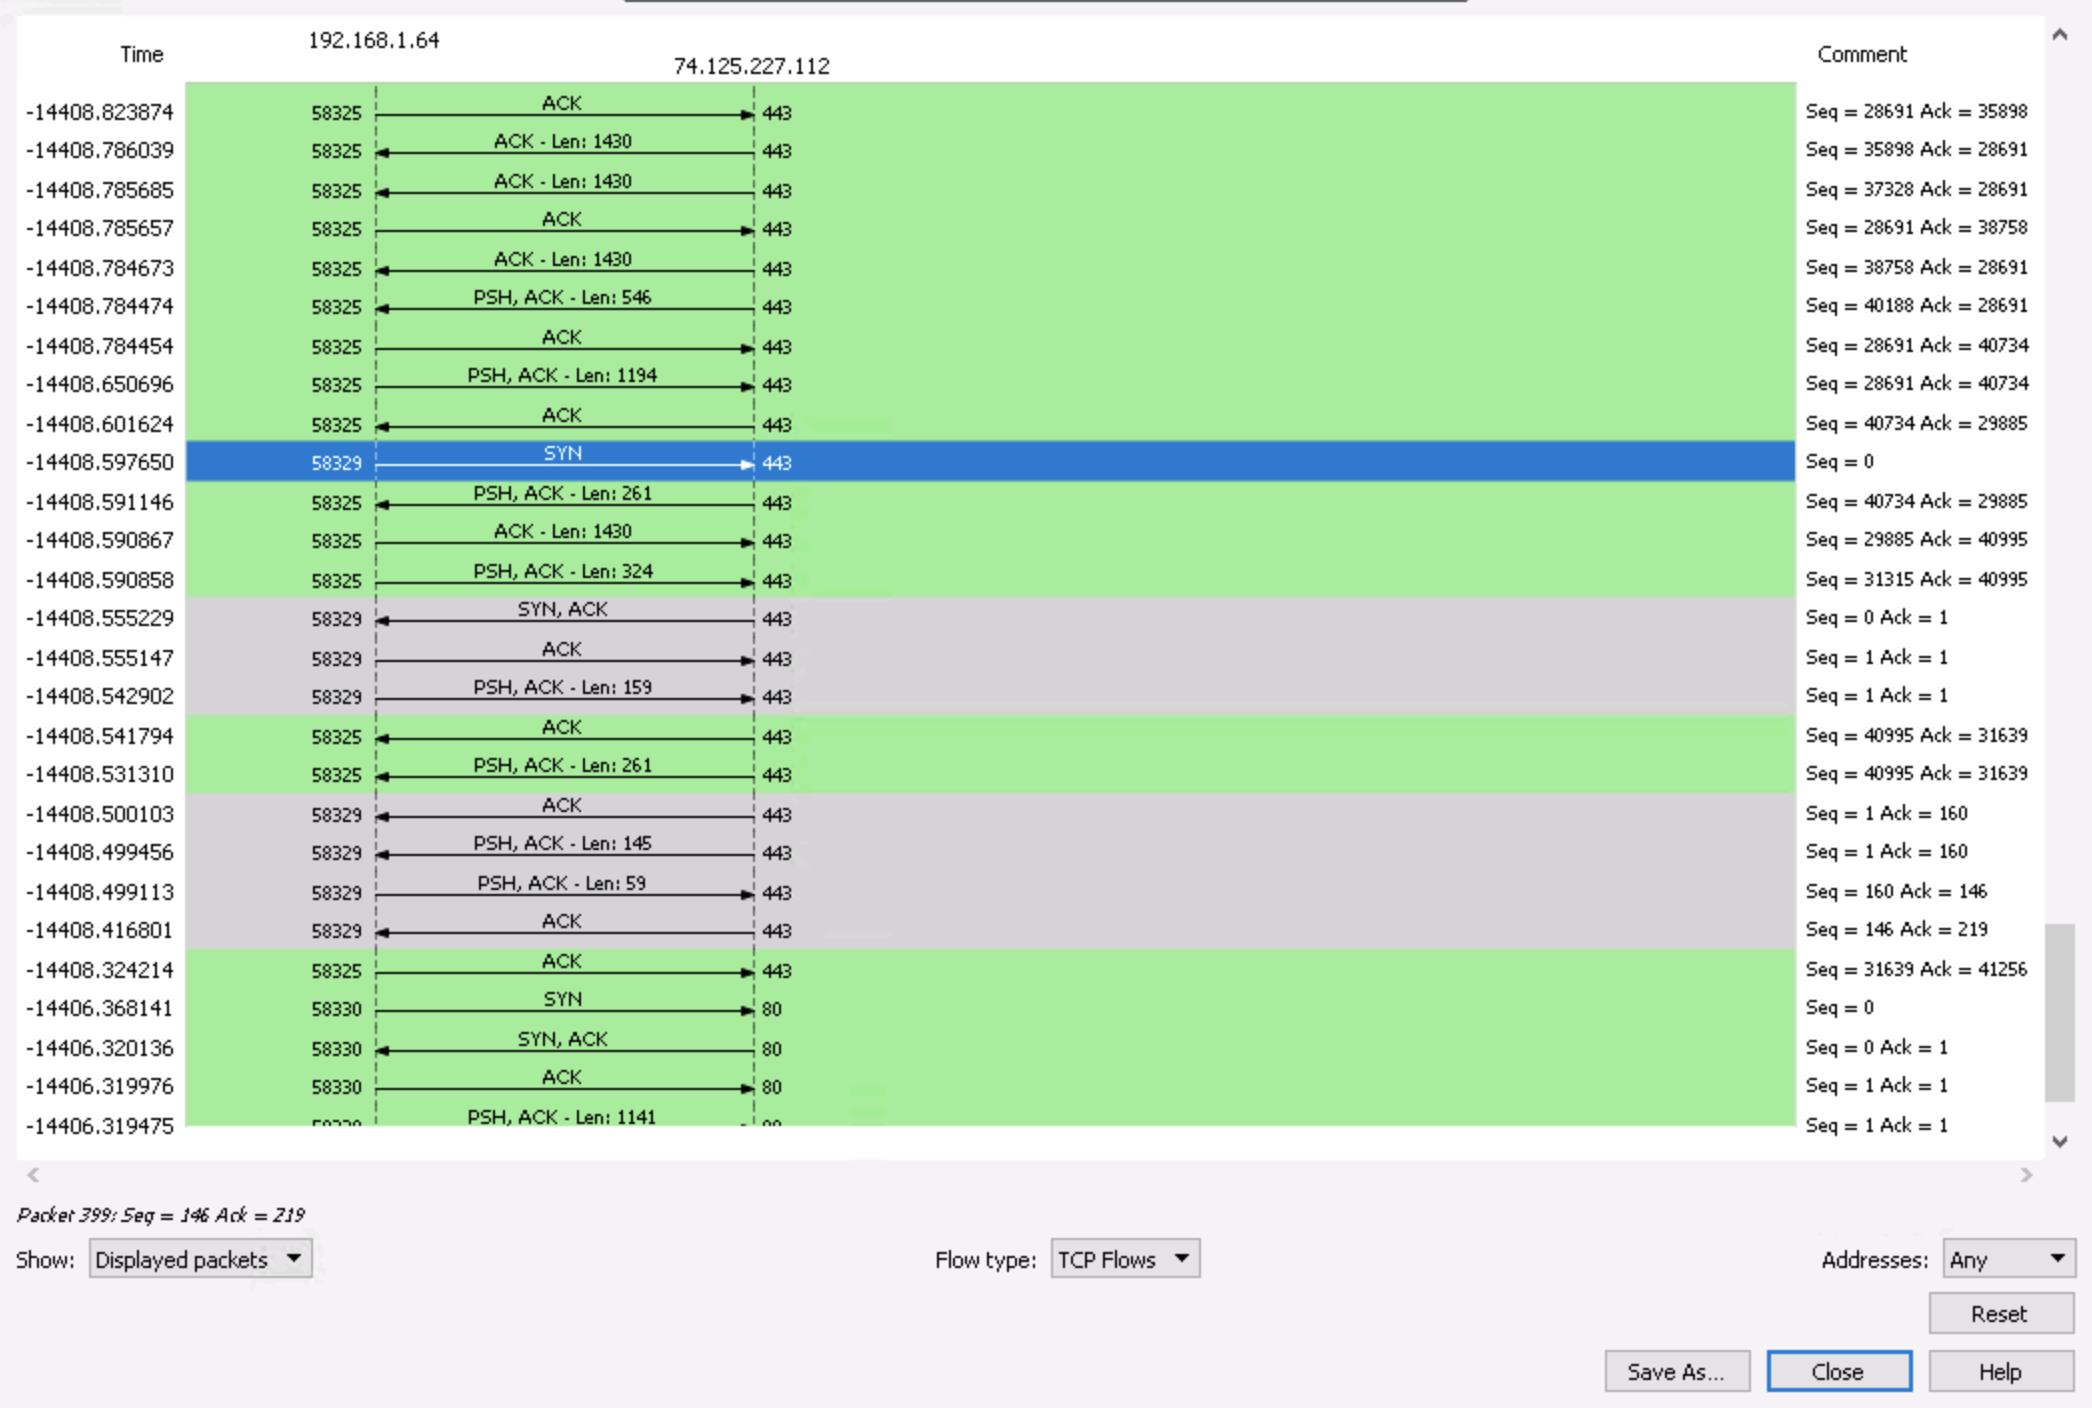 192.168.1.64
Time Comment
74.125.227.112
-14408.823874 58325 ACK 443 Seq = 28691 Ack = 35898
-14408.786039 58325 ACK - Len: 1430 443 Seq = 35898 Ack = 28691
-14408.785685 58325 ACK - Len: 1430 443 Seq = 37328 Ack = 28691
-14408.785657 58325 ACK 443 Seq = 28691 Ack = 38758
-14408.784673 58325 ACK - Len: 1430 443 Seq = 38758 Ack = 28691
-14408.784474 58325 PSH, ACK - Len: 546 443 Seq = 40188 Ack = 28691
-14408.784454 58325 ACK 443 Seq = 28691 Ack = 40734
-14408.650696 58325 PSH, ACK - Len: 1194 443 Seq = 28691 Ack = 40734
-14408.601624 58325 ACK 443 Seq = 40734 Ack = 29885
-14408.597650 58329 SYN 443 Seq = 0
-14408.591146 58325 PSH, ACK - Len: 261 443 Seq = 40734 Ack = 29885
-14408.590867 58325 ACK - Len: 1430 443 Seq = 29885 Ack = 40995
-14408.590858 58325 PSH, ACK - Len: 324 443 Seq = 31315 Ack = 40995
-14408.555229 58329 SYN, ACK 443 Seq = 0 Ack = 1
-14408.555147 58329 ACK 443 Seq = 1 Ack = 1
-14408.542902 58329 PSH, ACK - Len: 159 443 Seq = 1 Ack = 1
-14408.541794 58325 ACK 443 Seq = 40995 Ack = 31639
-14408.531310 58325 PSH, ACK - Len: 261 443 Seq = 40995 Ack = 31639
-14408.500103 58329 ACK 443 Seq = 1 Ack = 160
-14408.499456 58329 PSH, ACK - Len: 145 443 Seq = 1 Ack = 160
-14408.499113 58329 PSH, ACK - Len: 59 443 Seq = 160 Ack = 146
-14408.416801 58329 ACK 443 Seq = 146 Ack = 219
-14408.324214 58325 ACK 443 Seq = 31639 Ack = 41256
-14406.368141 58330 SYN 80 Seq = 0
-14406.320136 58330 SYN, ACK 80 Seq = 0 Ack = 1
-14406.319976 58330 ACK 80 Seq = 1 Ack = 1
-14406.319475 PSH, ACK - Len: 1141 Seq = 1 Ack = 1
Packet 399: Seq = 146 Ack = 219
Show: Displayed packets Flow type: TCP Flows Addresses: Any
Reset
Save As... Close Help